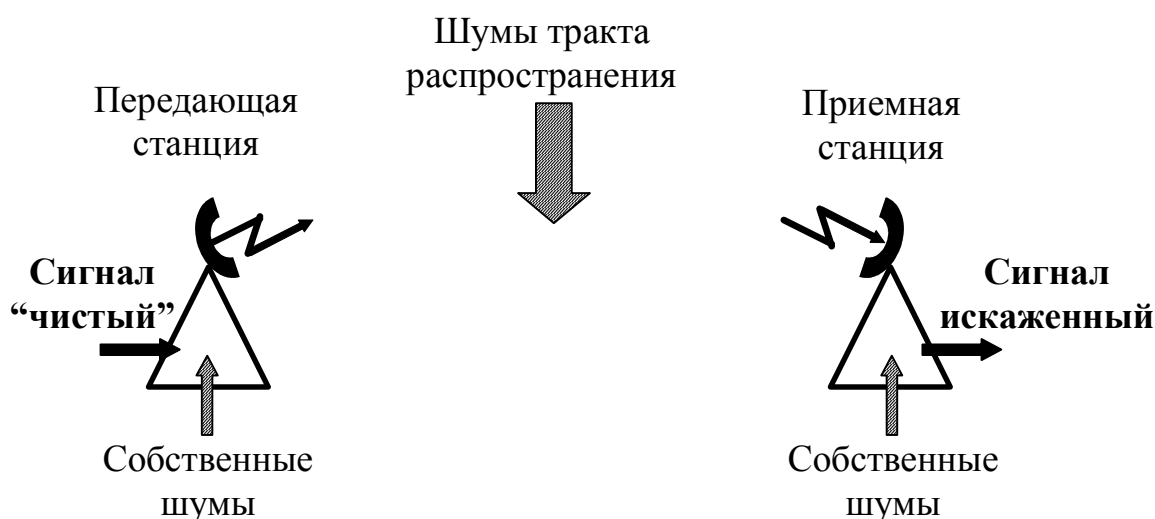 Шумы тракта
распространения
Передающая
станция
Приемная
станция
Сигнал
“чистый”
Сигнал
искаженный
Собственные
шумы
Собственные
шумы